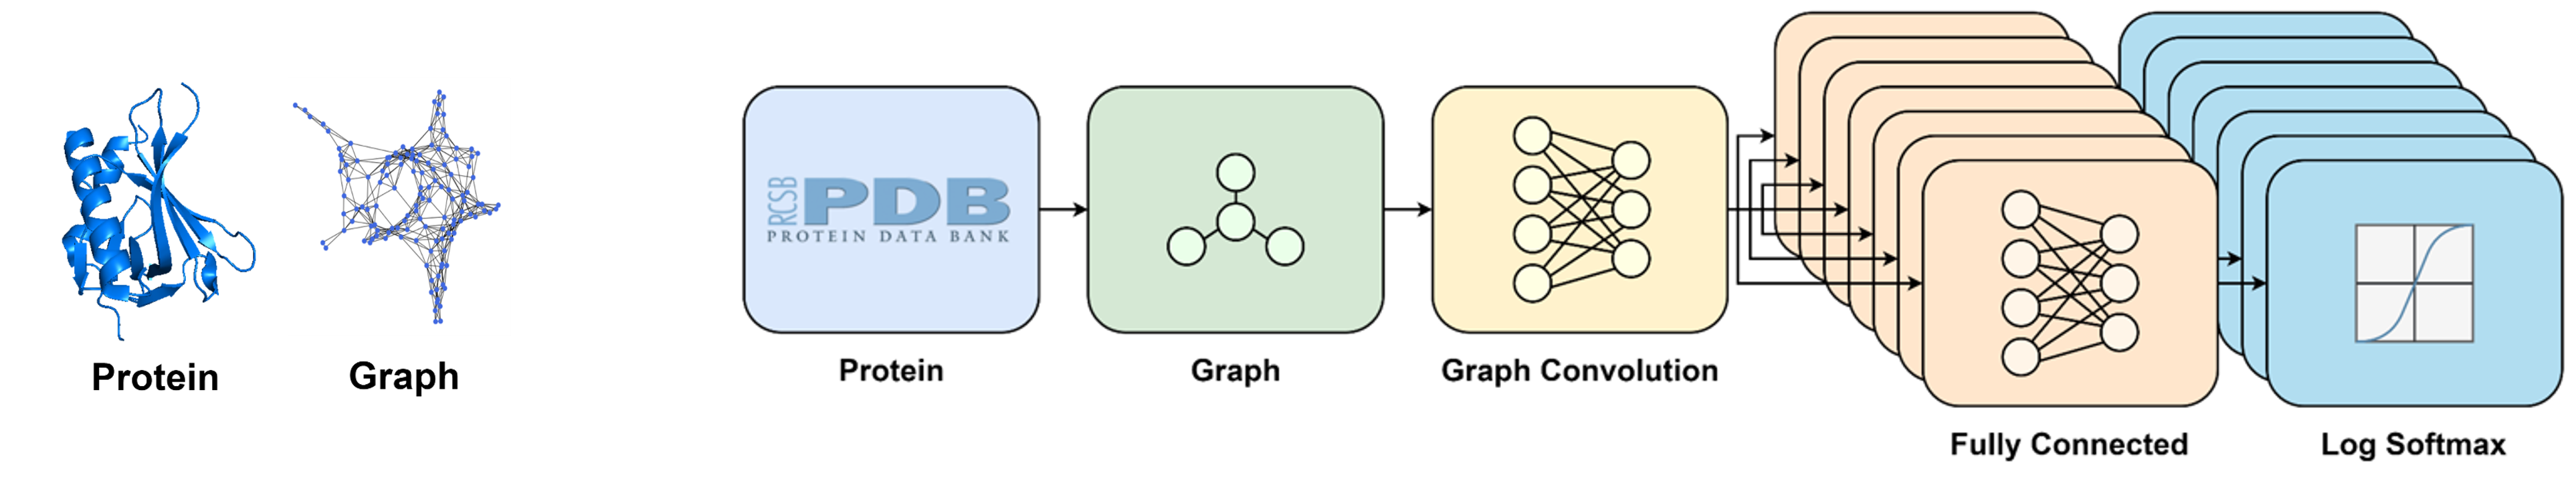 Protein
Graph
RCSB
PDB
PROTEIN DATA BANK
Protein
Graph
Graph Convolution
Fully Connected
Log Softmax